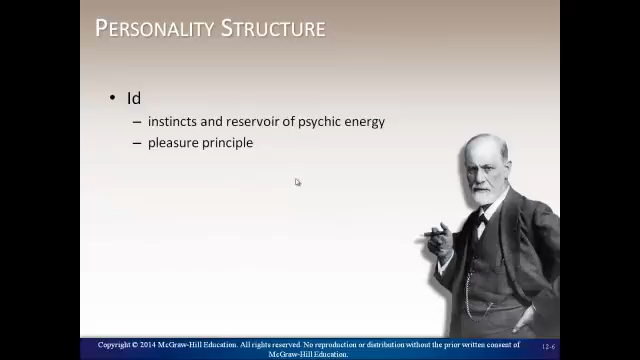 PERSONALITY STRUCTURE
• Id
– instincts and reservoir of psychic energy
– pleasure principle
Copyright © 2014 McGraw-Hill Education. All rights reserved. No reproduction or distribution without the prior written consent of
McGraw-Hill Education.
12-6